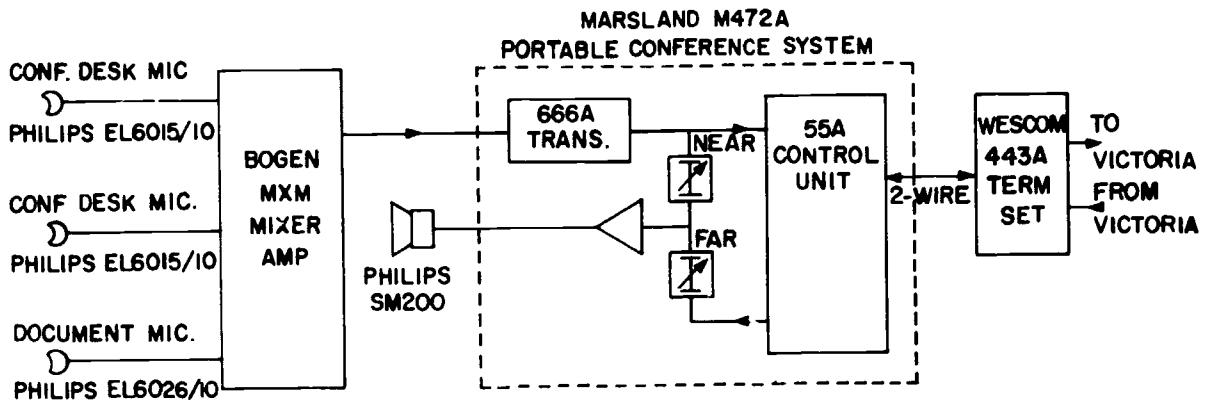 MARSLAND M472A
PORTABLE CONFERENCE SYSTEM
CONF. DESK MIC
PHILIPS EL6015/10
CONF DESK MIC.
PHILIPS EL6015/10
DOCUMENT MIC.
PHILIPS EL6026/10
BOGEN
MXM
MIXER
AMP
PHILIPS
SM200
666A
TRANS.
NEAR
FAR
55A
CONTROL
UNIT
2-WIRE
WESCOM
443A
TERM
SET
TO
VICTORIA
FROM
VICTORIA